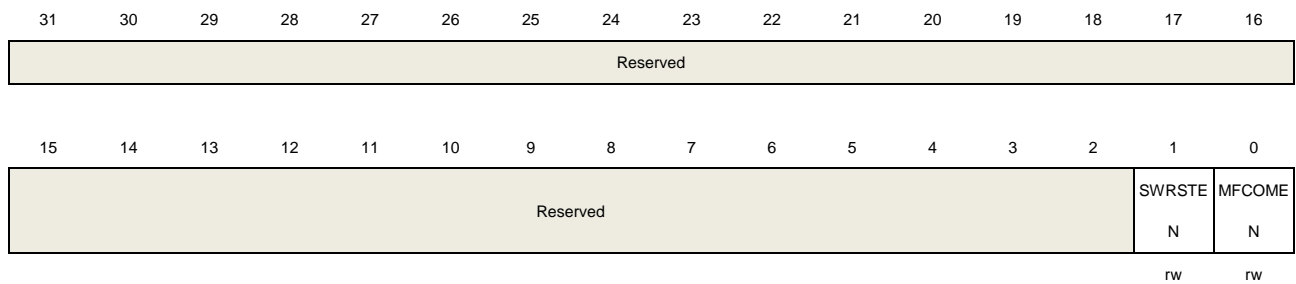 31 30 29 28 27 26 25 24 23 22 21 20 19 18 17 16
Reserved
15 14 13 12 11 10 9 8 7 6 5 4 3 2 1 0
Reserved
SWRSTE MFCOME
N N
rw rw